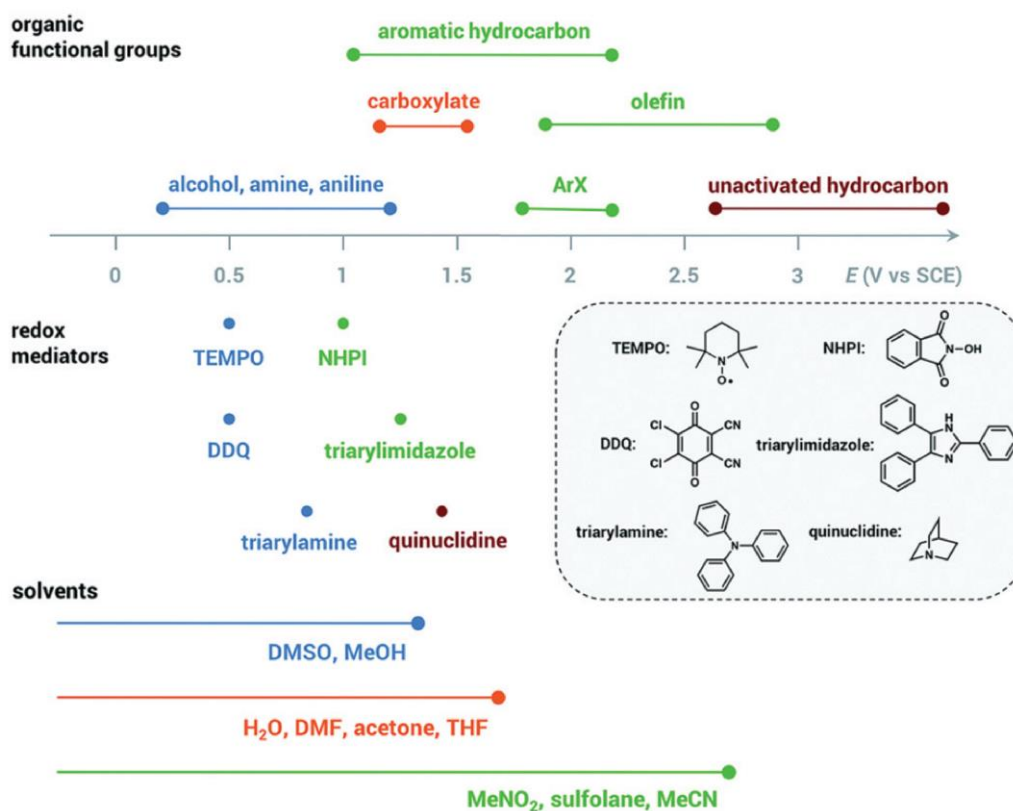 organic
functional groups
aromatic hydrocarbon
carboxylate
olefin
alcohol, amine, aniline
ArX
unactivated hydrocarbon
0 0.5 1 1.5 2 2.5 3 E (V vs SCE)
redox
mediators
TEMPO
NHPI
DDQ
triarylimidazole
triarylamine
quinuclidine
TEMPO:
N
O•
NHPI:
O
N-OH
O
DDQ:
O
Cl
CN
Cl
CN
O
triarylimidazole:
H
N
N
triarylamine:
N
quinuclidine:
N
solvents
DMSO, MeOH
H₂O, DMF, acetone, THF
MeNO₂, sulfolane, MeCN